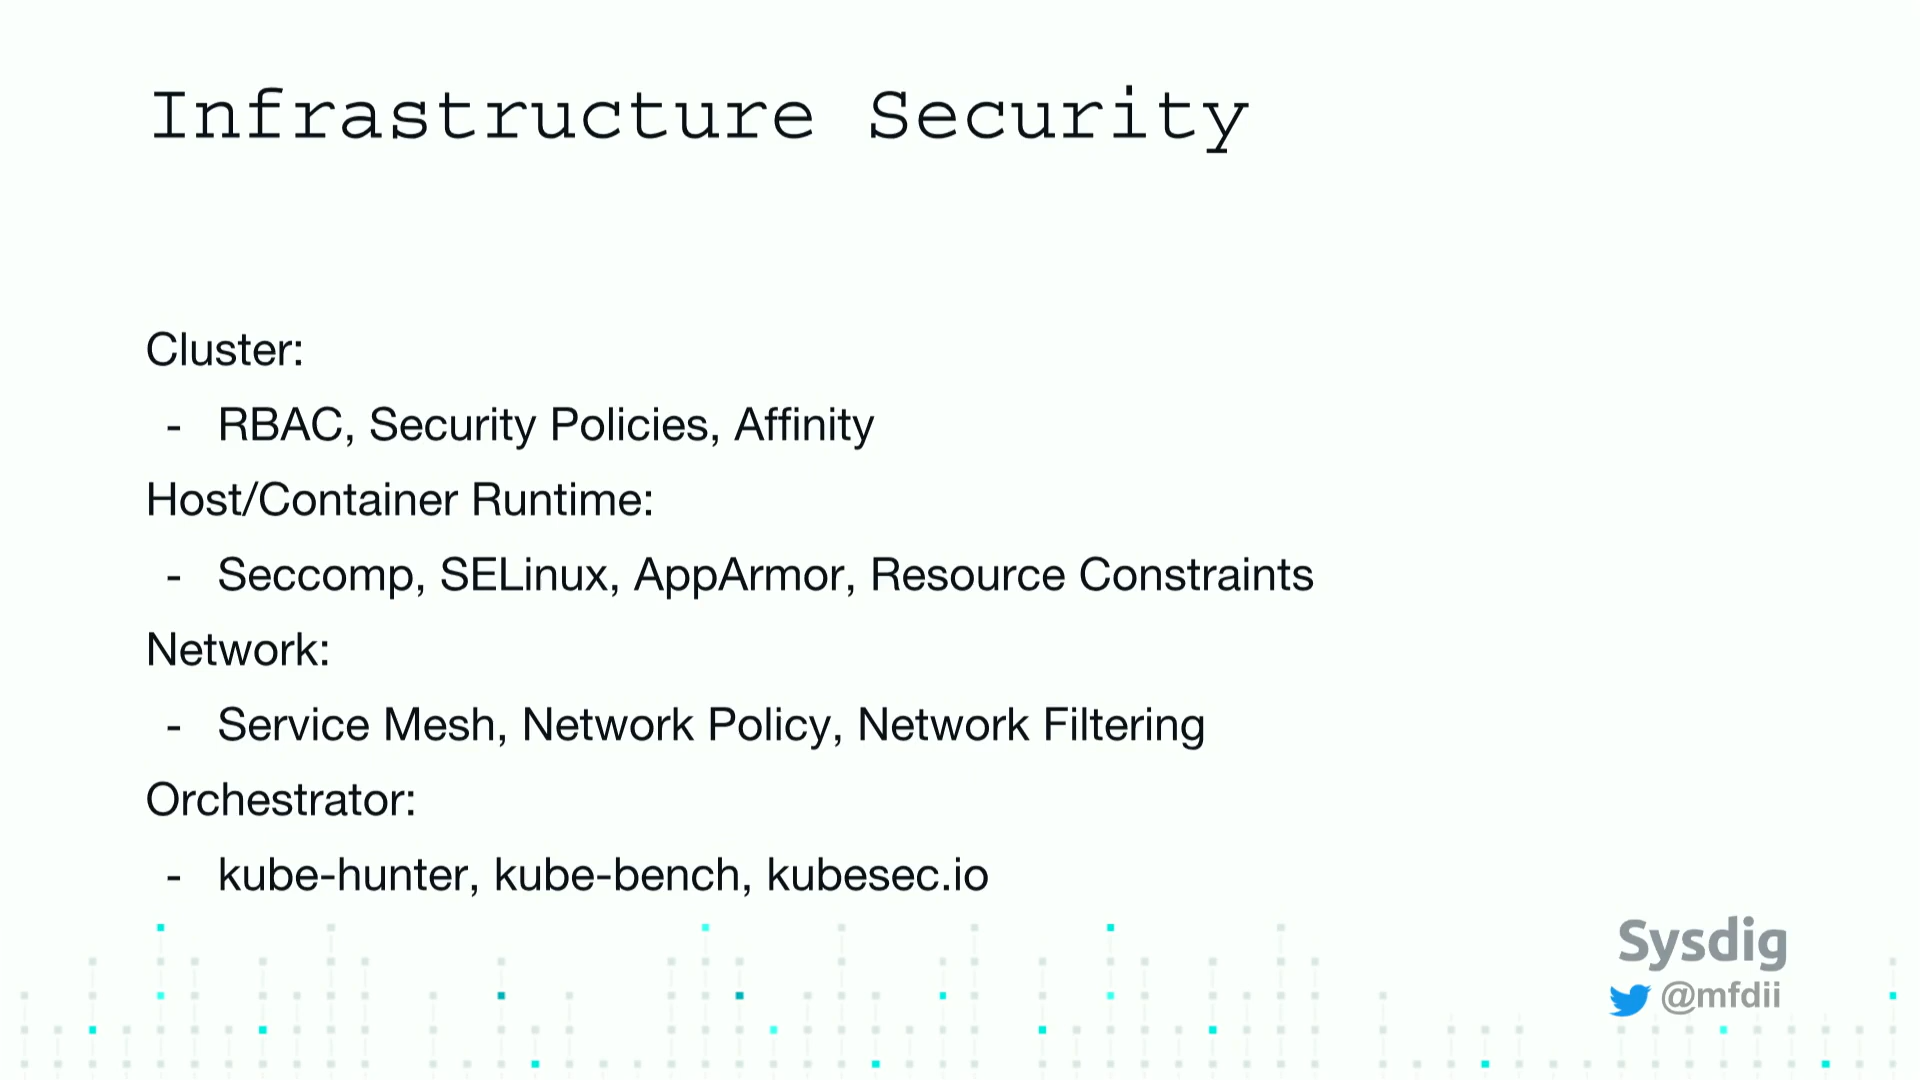 Infrastructure Security
Cluster:
- RBAC, Security Policies, Affinity
Host/Container Runtime:
- Seccomp, SELinux, AppArmor, Resource Constraints
Network:
- Service Mesh, Network Policy, Network Filtering
Orchestrator:
- kube-hunter, kube-bench, kubesec.io
Sysdig
@mfdii